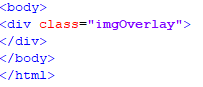 <body>
<div class="imgOverlay">
</div>
</body>
</html>